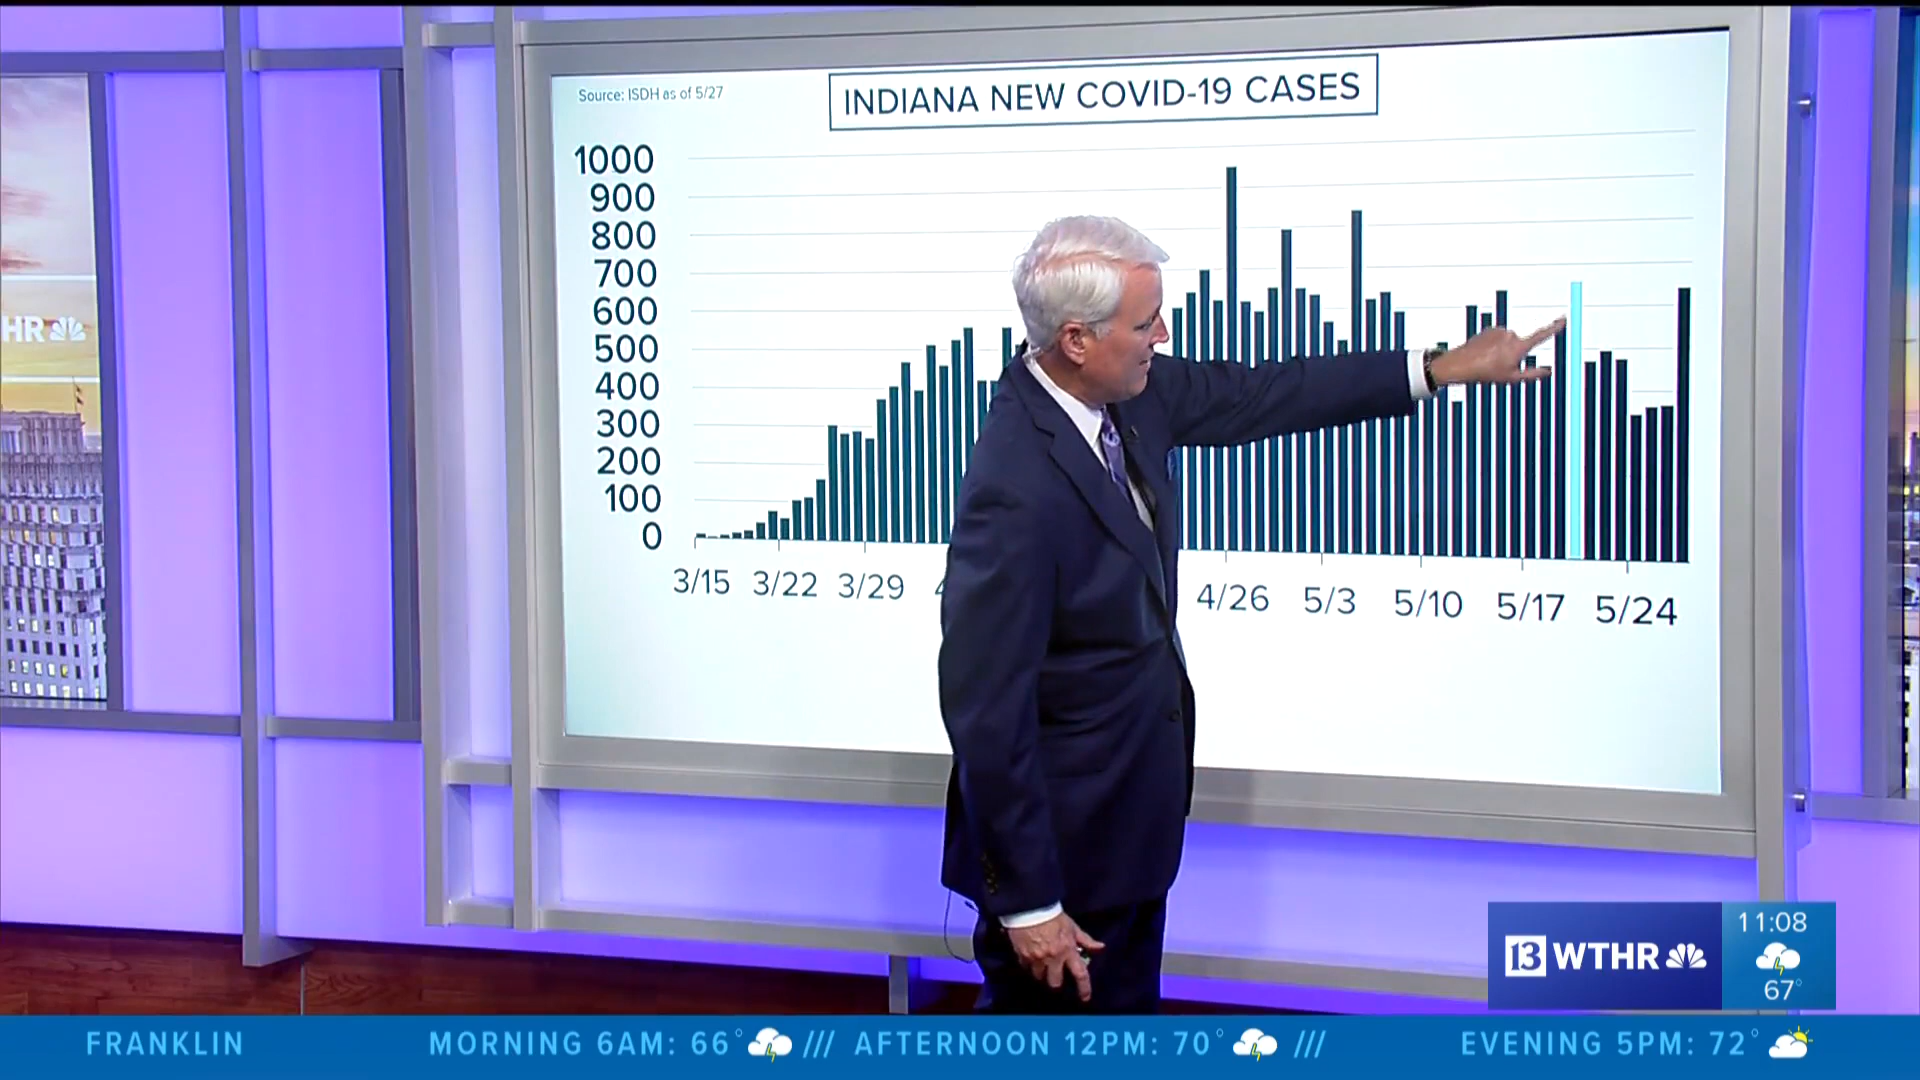 Source: ISDH as of 5/27
INDIANA NEW COVID-19 CASES
1000
900
800
700
600
500
400
300
200
100
0
3/15 3/22 3/29 4/26 5/3 5/10 5/17 5/24
HR
13 WTHR
11:08
67°
FRANKLIN MORNING 6AM: 66° /// AFTERNOON 12PM: 70° /// EVENING 5PM: 72°